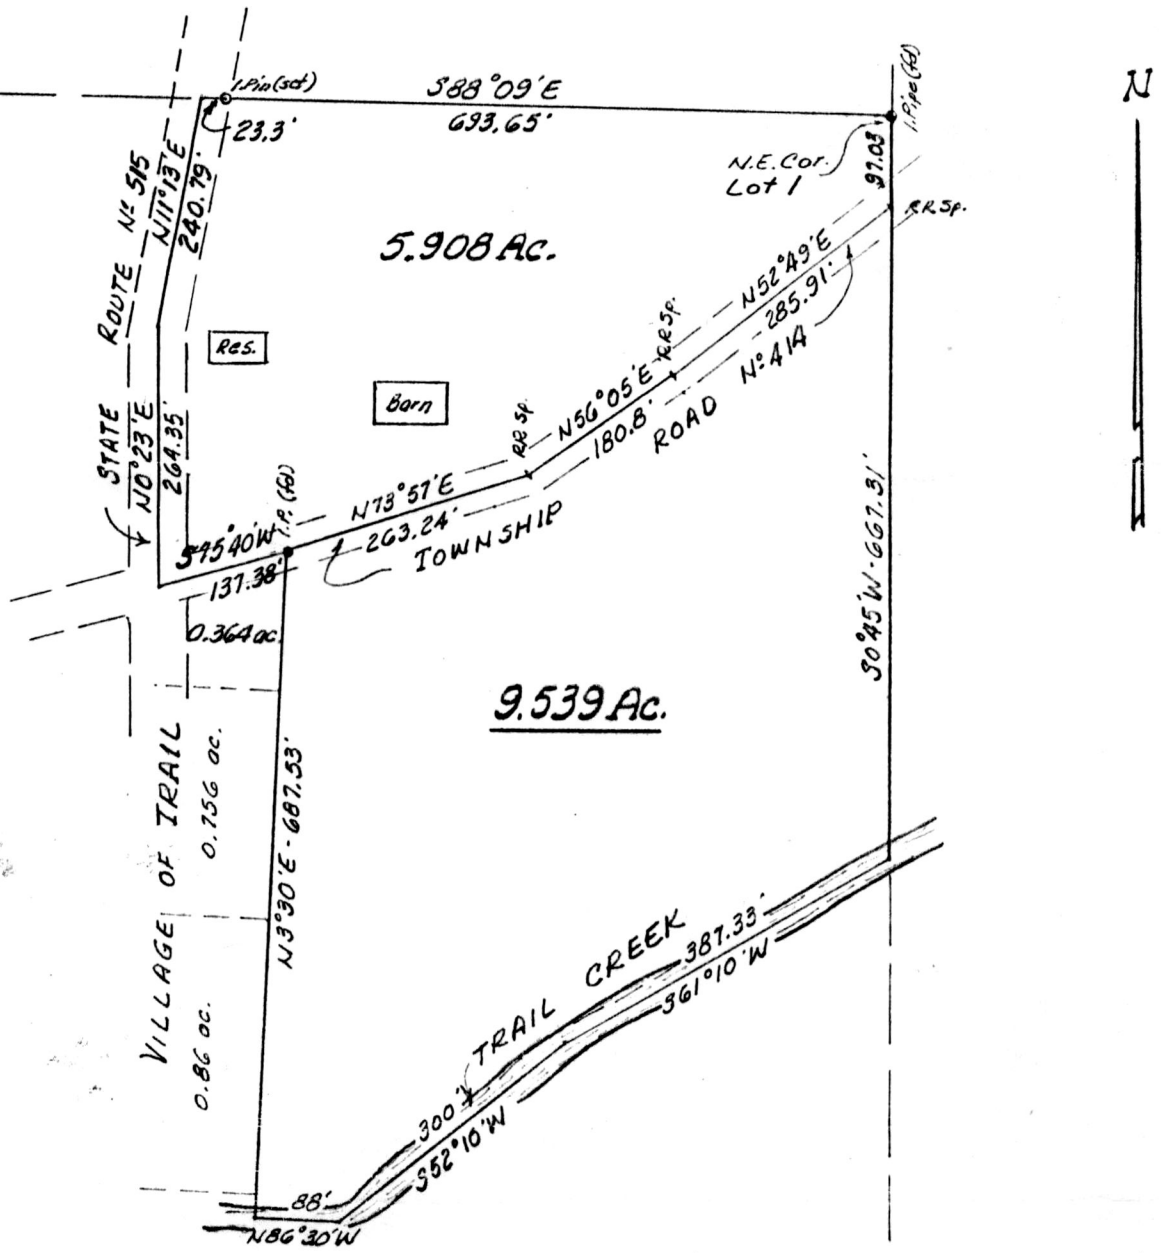 I.Pin(set)
S88°09'E
693.65'
I.Pipe(fd)
N
23.3'
N.E. Cor.
Lot 1
97.03
R.R.Sp.
STATE ROUTE Nº 515
N11°13'E
240.79'
5.908 Ac.
N52°49'E
285.91'
Res.
Barn
R.R.Sp.
N56°05'E
180.8'
R.R.Sp.
TOWNSHIP ROAD Nº 414
N0°23'E
264.35'
I.P.(fd)
N73°57'E
263.24'
S75°40'W
137.38'
0.364 ac.
S0°45'W - 667.31'
9.539 Ac.
VILLAGE OF TRAIL
0.756 ac.
N3°30'E - 687.53'
0.86 ac.
TRAIL CREEK
387.33'
S61°10'W
300'
S52°10'W
88'
N86°30'W